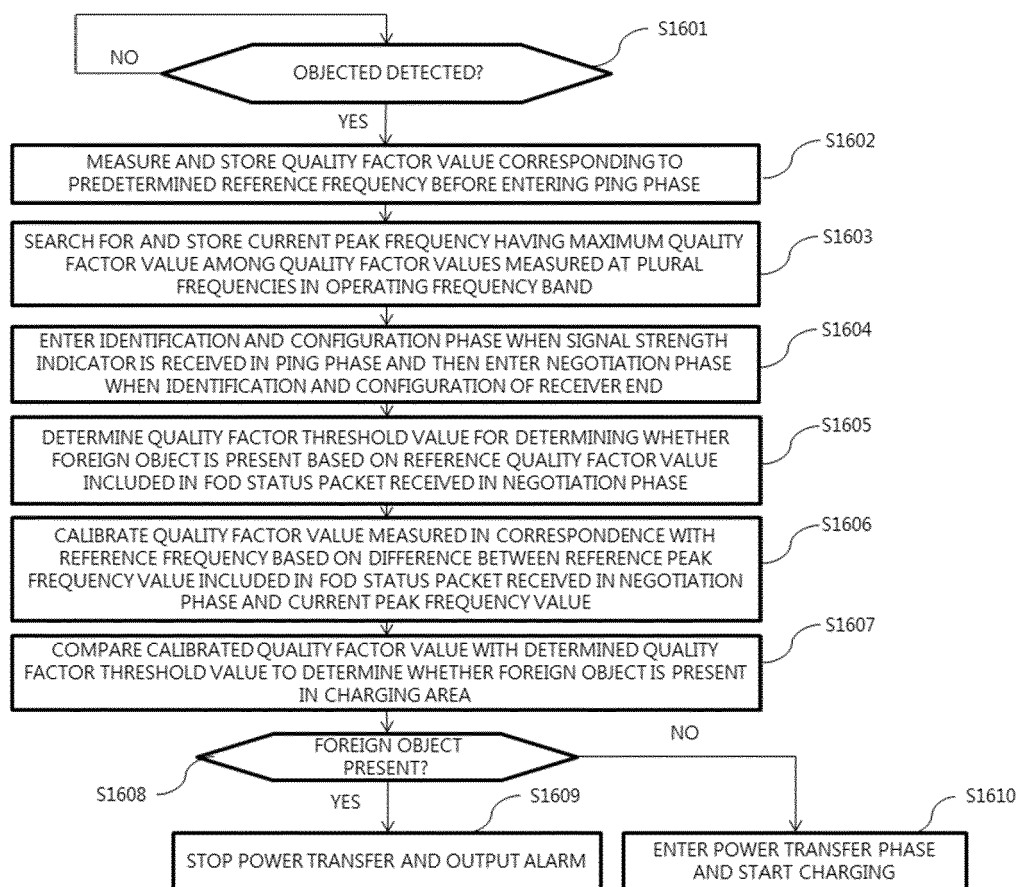 S1601
NO
OBJECTED DETECTED?
YES
S1602
MEASURE AND STORE QUALITY FACTOR VALUE CORRESPONDING TO
PREDETERMINED REFERENCE FREQUENCY BEFORE ENTERING PING PHASE
S1603
SEARCH FOR AND STORE CURRENT PEAK FREQUENCY HAVING MAXIMUM QUALITY
FACTOR VALUE AMONG QUALITY FACTOR VALUES MEASURED AT PLURAL
FREQUENCIES IN OPERATING FREQUENCY BAND
S1604
ENTER IDENTIFICATION AND CONFIGURATION PHASE WHEN SIGNAL STRENGTH
INDICATOR IS RECEIVED IN PING PHASE AND THEN ENTER NEGOTIATION PHASE
WHEN IDENTIFICATION AND CONFIGURATION OF RECEIVER END
S1605
DETERMINE QUALITY FACTOR THRESHOLD VALUE FOR DETERMINING WHETHER
FOREIGN OBJECT IS PRESENT BASED ON REFERENCE QUALITY FACTOR VALUE
INCLUDED IN FOD STATUS PACKET RECEIVED IN NEGOTIATION PHASE
S1606
CALIBRATE QUALITY FACTOR VALUE MEASURED IN CORRESPONDENCE WITH
REFERENCE FREQUENCY BASED ON DIFFERENCE BETWEEN REFERENCE PEAK
FREQUENCY VALUE INCLUDED IN FOD STATUS PACKET RECEIVED IN NEGOTIATION
PHASE AND CURRENT PEAK FREQUENCY VALUE
S1607
COMPARE CALIBRATED QUALITY FACTOR VALUE WITH DETERMINED QUALITY
FACTOR THRESHOLD VALUE TO DETERMINE WHETHER FOREIGN OBJECT IS PRESENT
IN CHARGING AREA
FOREIGN OBJECT
PRESENT?
NO
S1608
YES
S1609
S1610
STOP POWER TRANSFER AND OUTPUT ALARM
ENTER POWER TRANSFER PHASE
AND START CHARGING